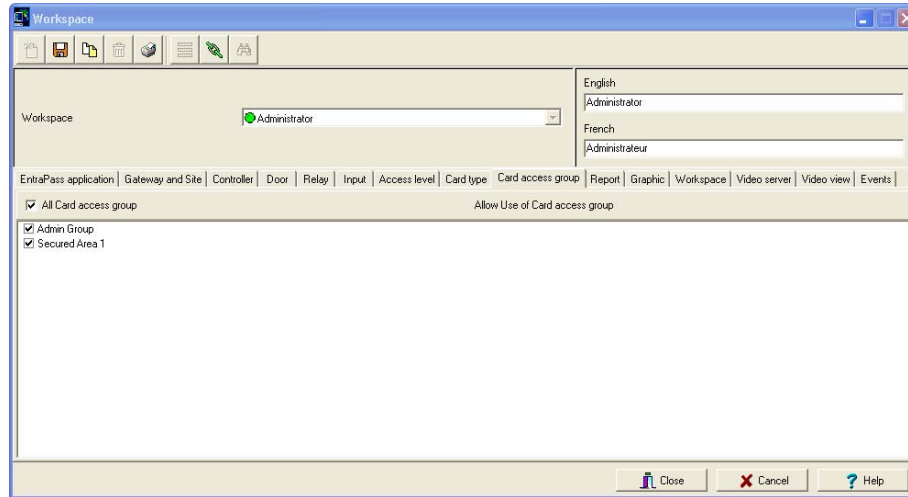 Workspace
English
Administrator
Workspace
Administrator
French
Administrateur
EntraPass application Gateway and Site Controller Door Relay Input Access level Card type Card access group Report Graphic Workspace Video server Video view Events
All Card access group Allow Use of Card access group
Admin Group
Secured Area 1
Close Cancel Help